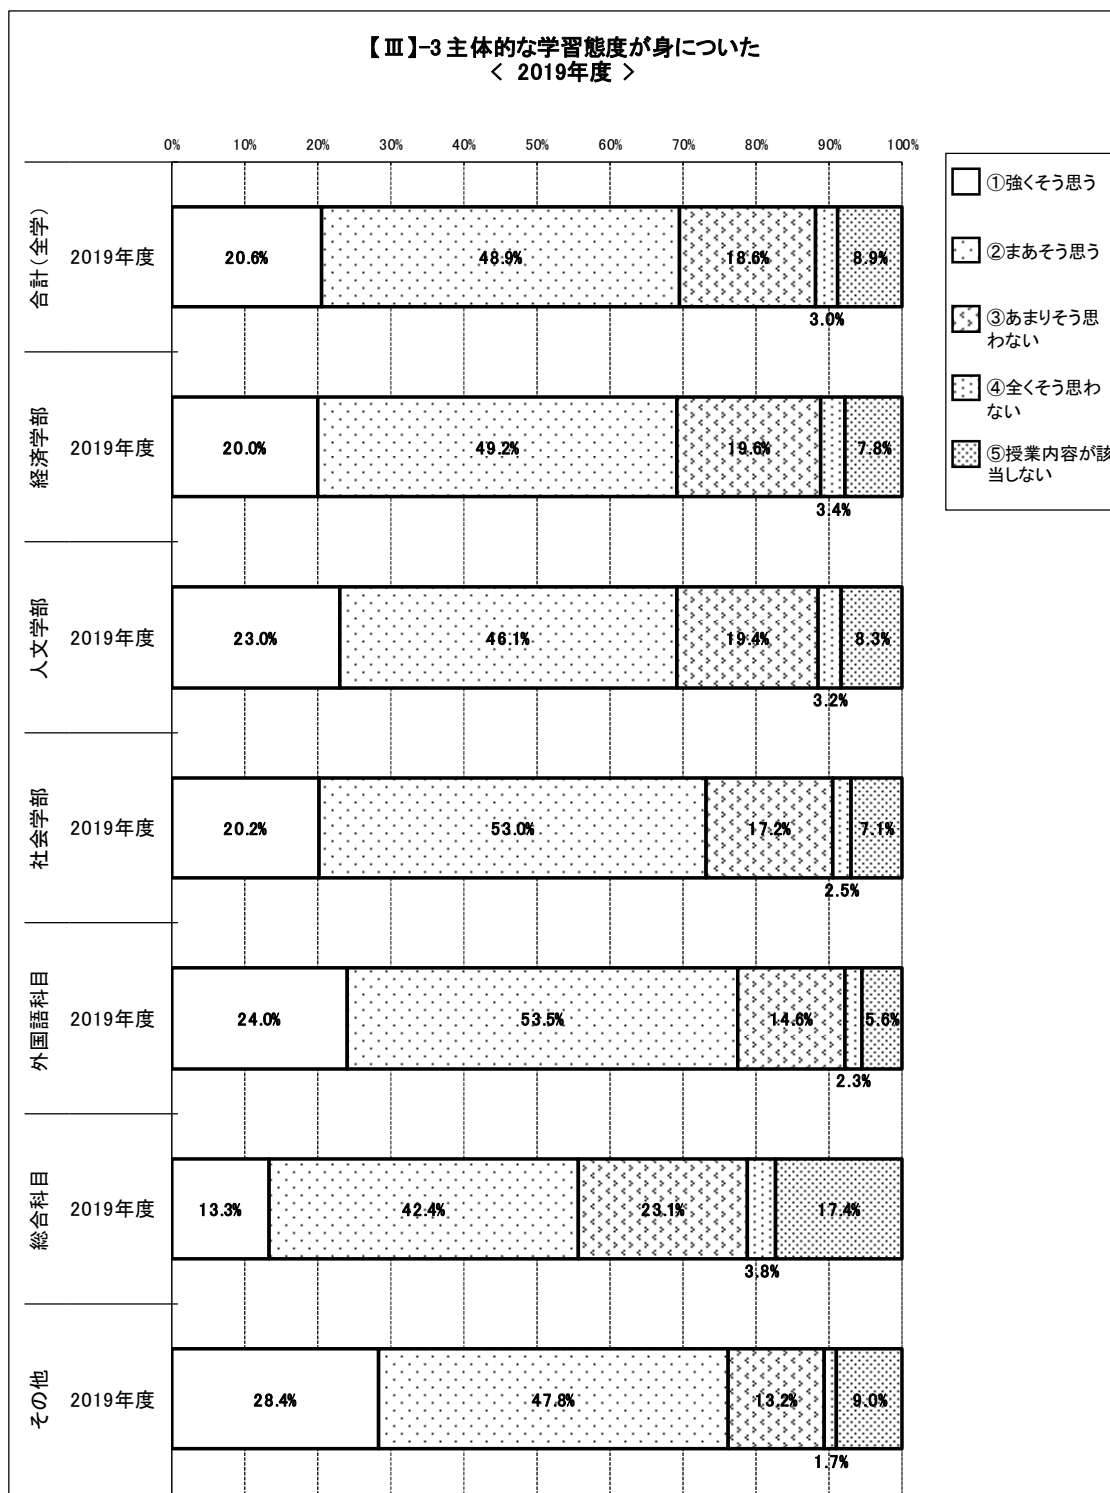 【Ⅲ】-3 主体的な学習態度が身についた
< 2019年度 >
0% 10% 20% 30% 40% 50% 60% 70% 80% 90% 100%
①強くそう思う
②まあそう思う
③あまりそう思
わない
④全くそう思わ
ない
⑤授業内容が該
当しない
合計(全学)
2019年度
20.6% 48.9% 18.6% 8.9%
3.0%
経済学部
2019年度
20.0% 49.2% 19.6% 7.8%
3.4%
人文学部
2019年度
23.0% 46.1% 19.4% 8.3%
3.2%
社会学部
2019年度
20.2% 53.0% 17.2% 7.1%
2.5%
外国語科目
2019年度
24.0% 53.5% 14.6% 5.6%
2.3%
総合科目
2019年度
13.3% 42.4% 23.1% 17.4%
3.8%
その他
2019年度
28.4% 47.8% 13.2% 9.0%
1.7%